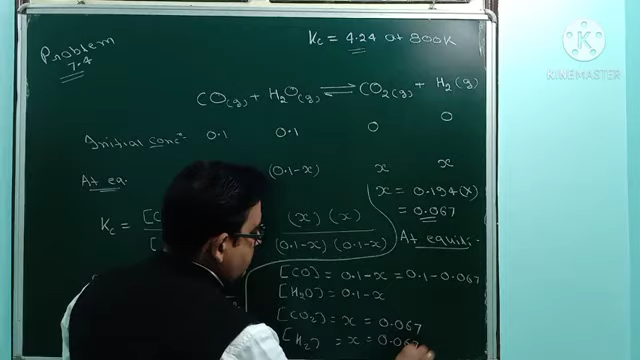 Problem 7.4
Kc = 4.24 at 800K
KINEMASTER
CO(g) + H2O(g) ⇌ CO2(g) + H2(g)
Initial concⁿ 0.1 0.1 0 0
At eq. (0.1-x) x x
x = 0.194 (X)
= 0.067
Kc = (x) (x)
(0.1-x) (0.1-x)
At equili:-
[CO] = 0.1-x = 0.1-0.067
[H2O] = 0.1-x
[CO2] = x = 0.067
[H2] = x = 0.067